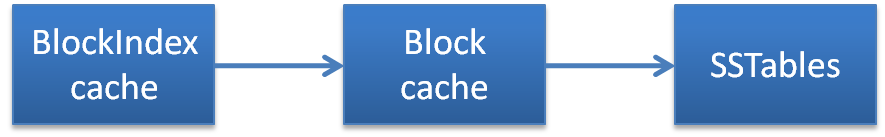 BlockIndex
cache
Block
cache
SSTables